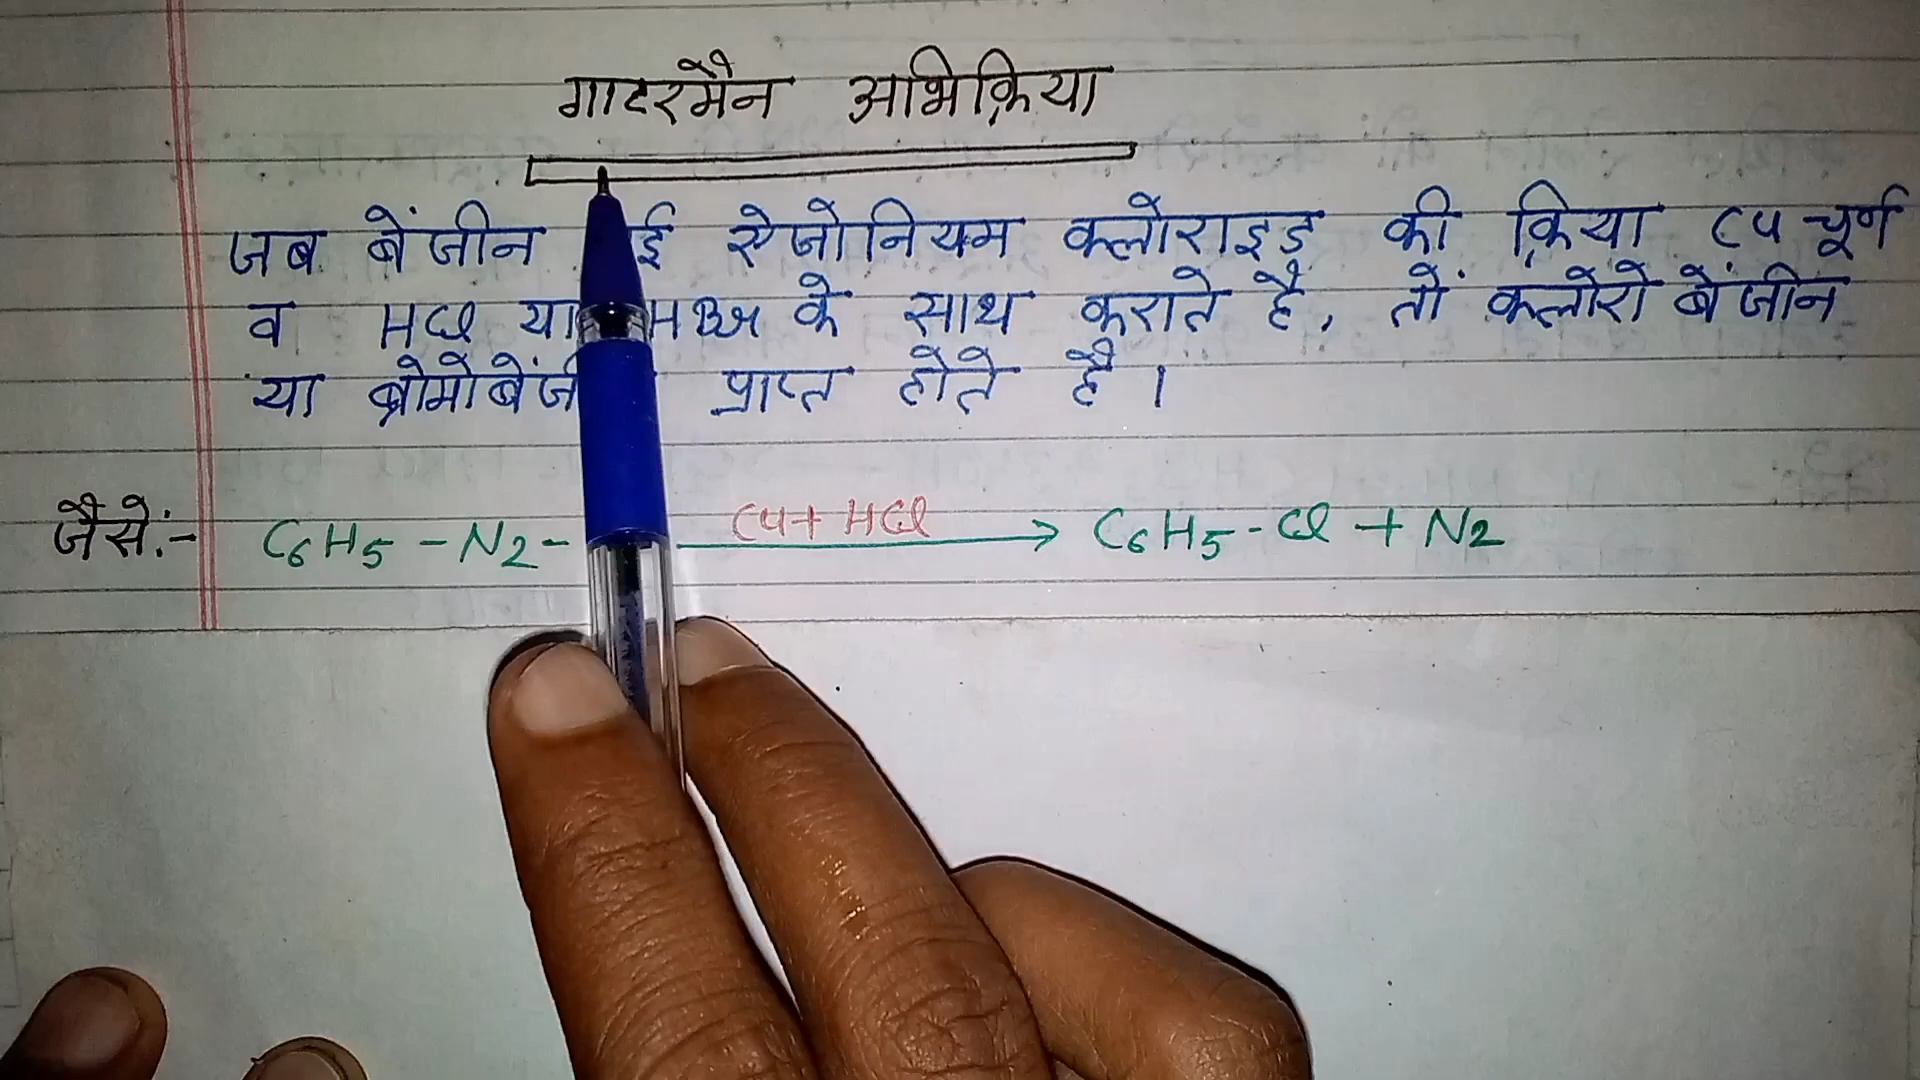 गाटरमैन अभिक्रिया
जब बेंजीन ई ऐजोनियम क्लोराइड की क्रिया Cu चूर्ण
व HCl या HBr के साथ कराते है, तों क्लोरो बेंजीन
या ब्रोमोबेंजी प्राप्त होते है ।
जैसे:- C6H5 - N2 - Cu + HCl → C6H5 - Cl + N2